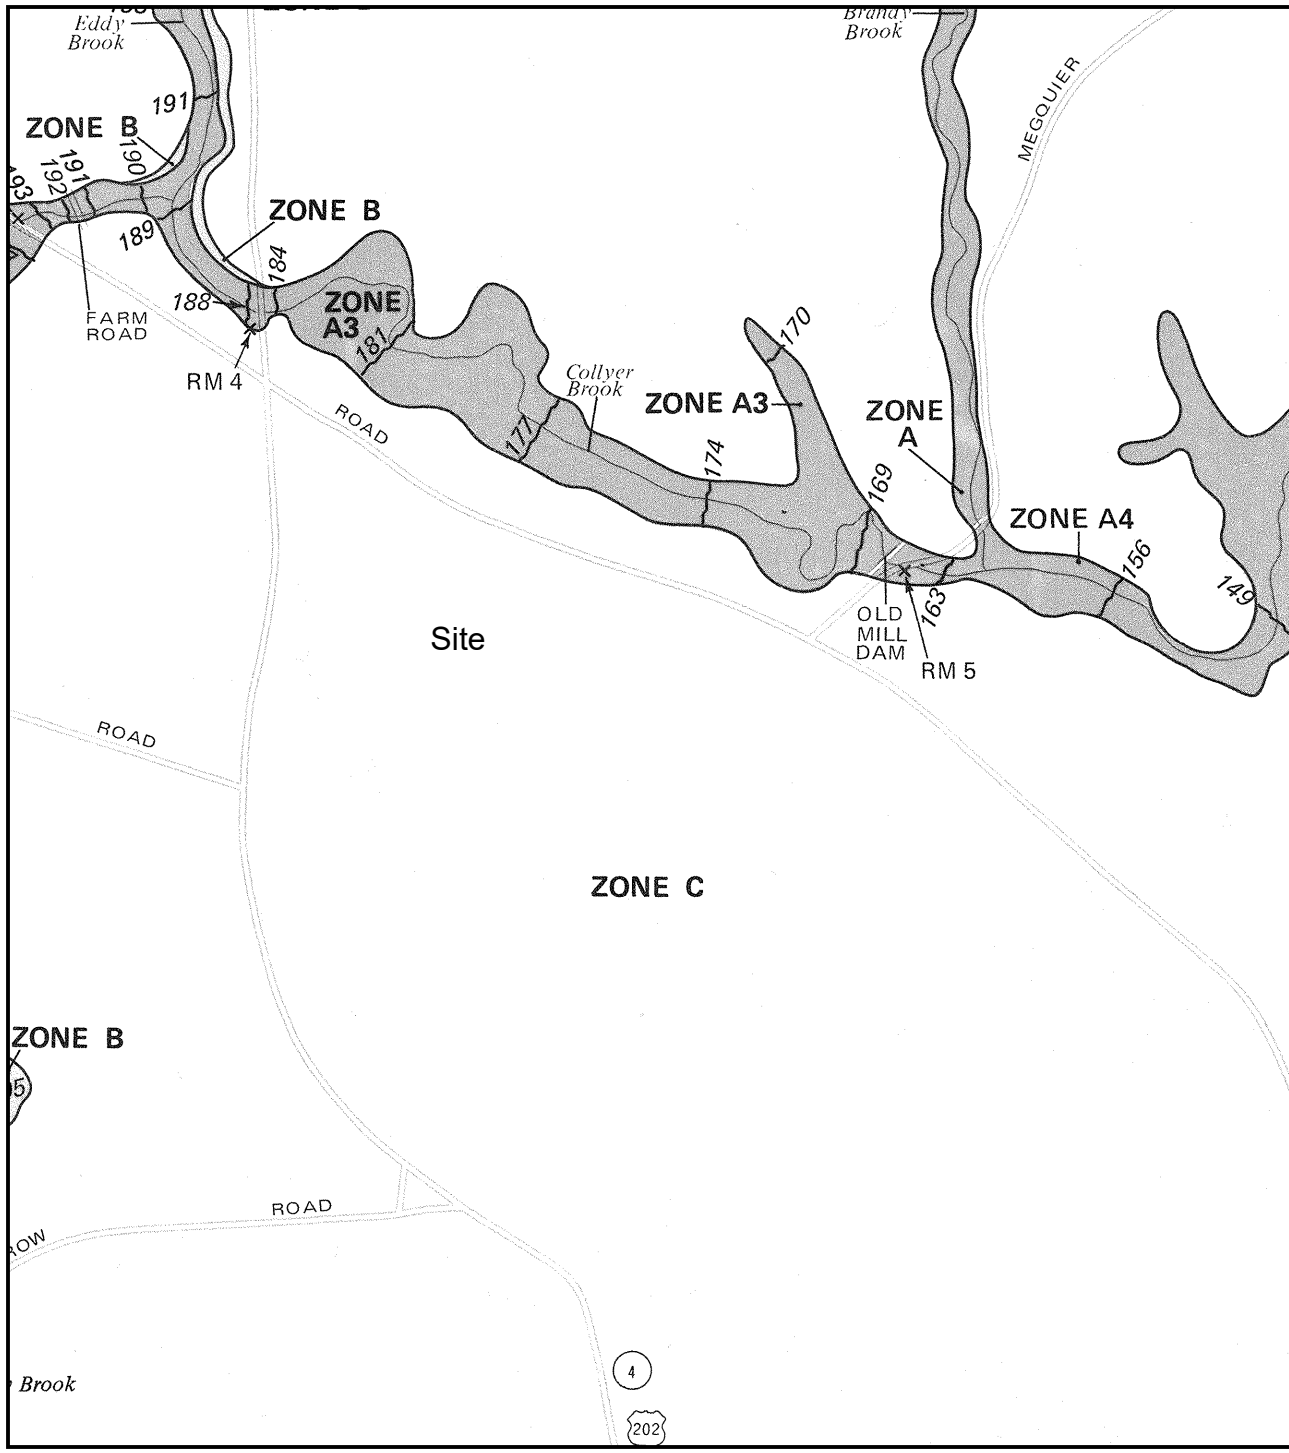 Eddy
Brook
Brandy
Brook
MEGQUIER
191
ZONE B
190
191
192
193
189
ZONE B
184
188
ZONE
A3
181
FARM
ROAD
RM 4
170
Collyer
Brook
ZONE A3
ZONE
A
ROAD
177
174
169
ZONE A4
156
149
163
OLD
MILL
DAM
RM 5
Site
ROAD
ZONE C
ZONE B
ROAD
4
Brook
202